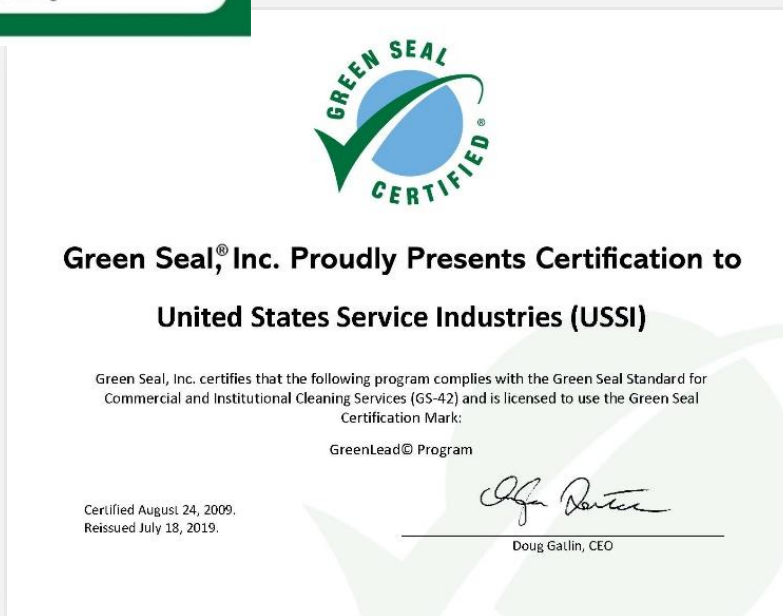 GREEN SEAL
CERTIFIED®
Green Seal,® Inc. Proudly Presents Certification to
United States Service Industries (USSI)
Green Seal, Inc. certifies that the following program complies with the Green Seal Standard for
Commercial and Institutional Cleaning Services (GS-42) and is licensed to use the Green Seal
Certification Mark:
GreenLead© Program
Certified August 24, 2009.
Reissued July 18, 2019.
Doug Gatlin, CEO